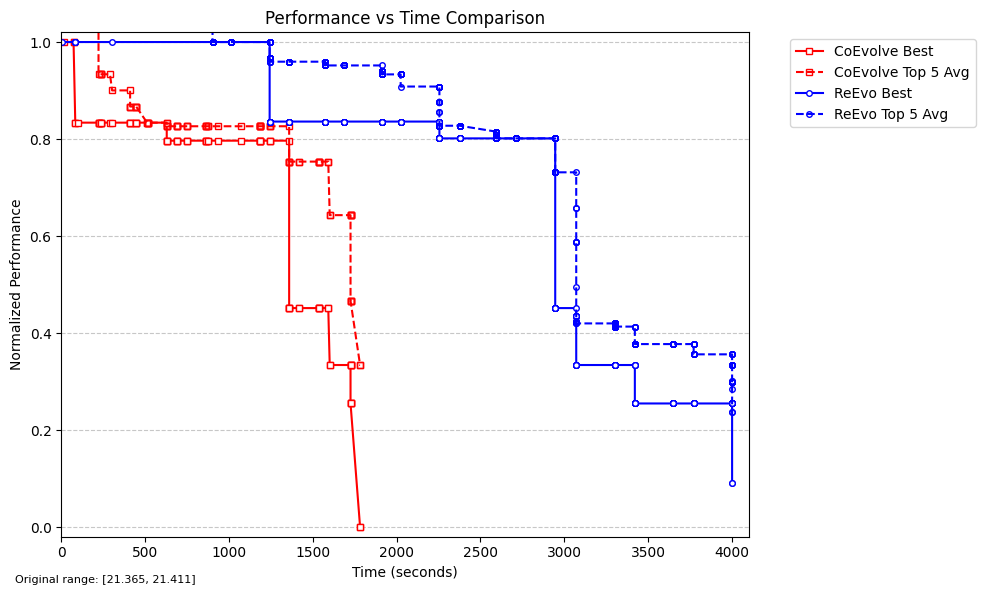 Performance vs Time Comparison
Normalized Performance
1.0
0.8
0.6
0.4
0.2
0.0
0
500
1000
1500
2000
2500
3000
3500
4000
Time (seconds)
CoEvolve Best
CoEvolve Top 5 Avg
ReEvo Best
ReEvo Top 5 Avg
Original range: [21.365, 21.411]